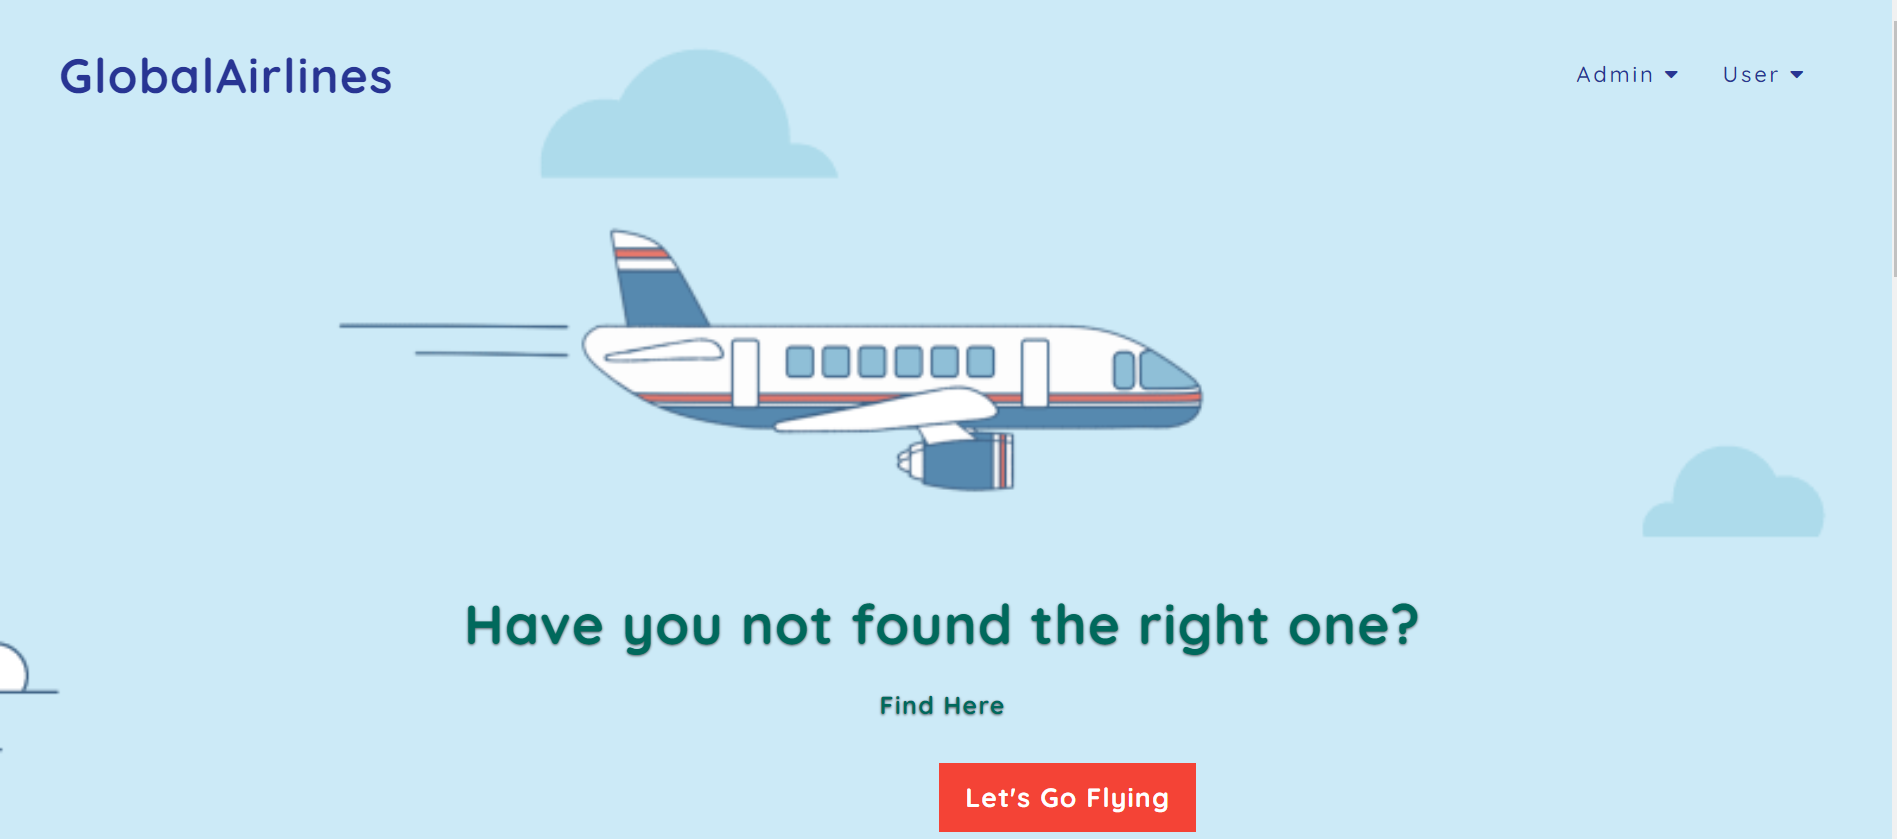 GlobalAirlines
Admin User
Have you not found the right one?
Find Here
Let's Go Flying